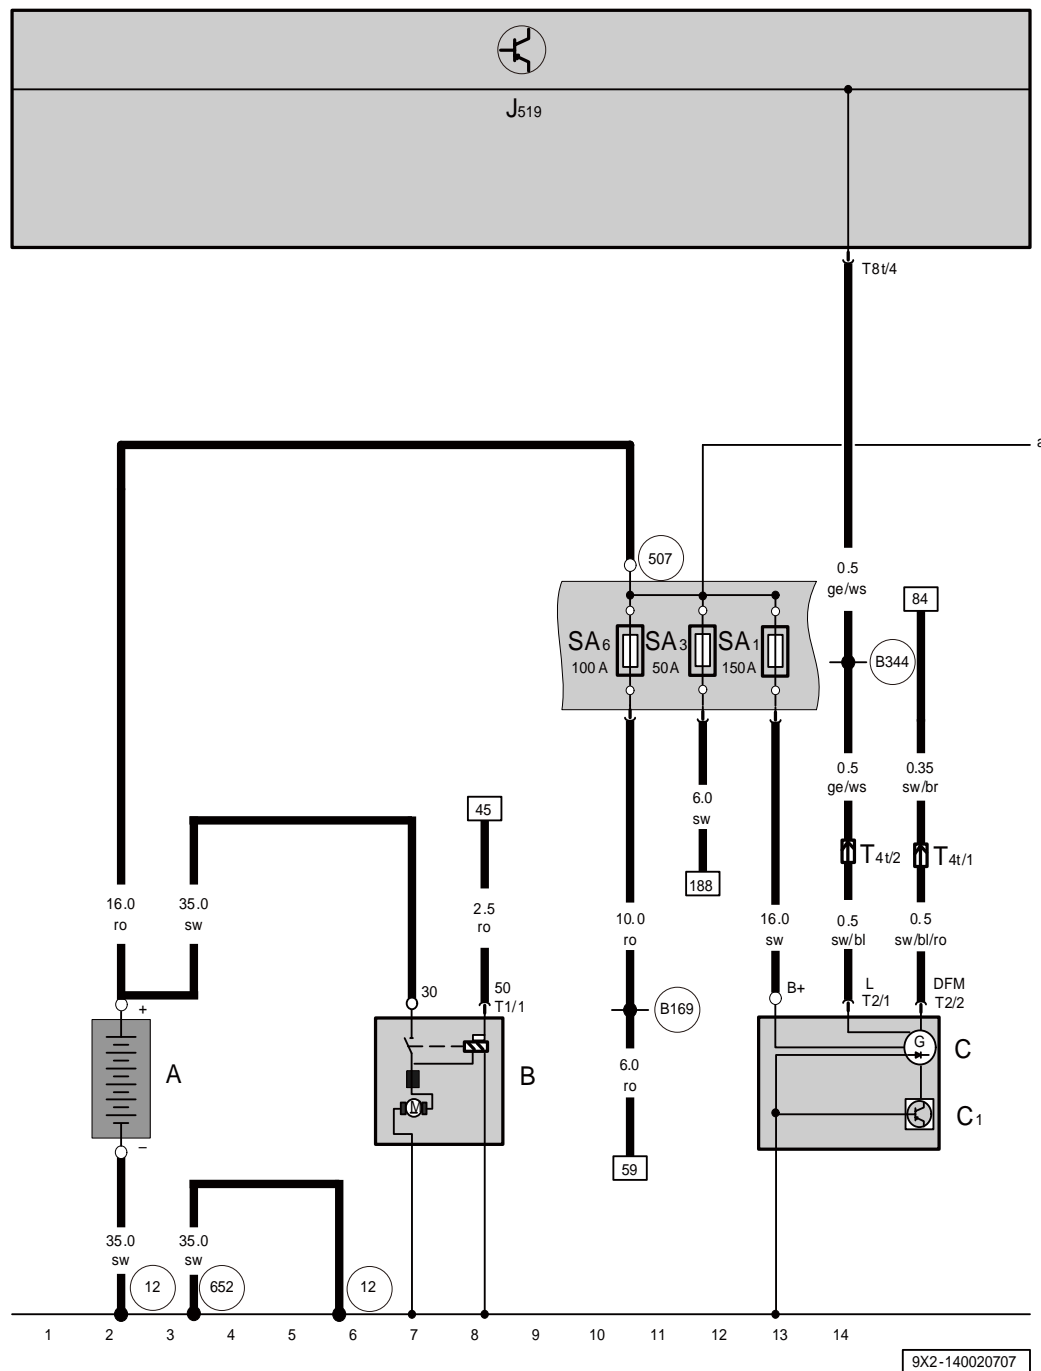 J519
T8t/4
a
507
0.5
ge/ws
84
SA6
100A
SA3
50A
SA1
150A
B344
0.5
ge/ws
0.35
sw/br
6.0
sw
45
T4t/2
T4t/1
188
16.0
ro
35.0
sw
2.5
ro
10.0
ro
16.0
sw
0.5
sw/bl
0.5
sw/bl/ro
30
50
T1/1
B+
L
T2/1
DFM
T2/2
+
B169
G
A
B
C
6.0
ro
M
C1
–
59
35.0
sw
35.0
sw
12
652
12
1 2 3 4 5 6 7 8 9 10 11 12 13 14
9X2-140020707